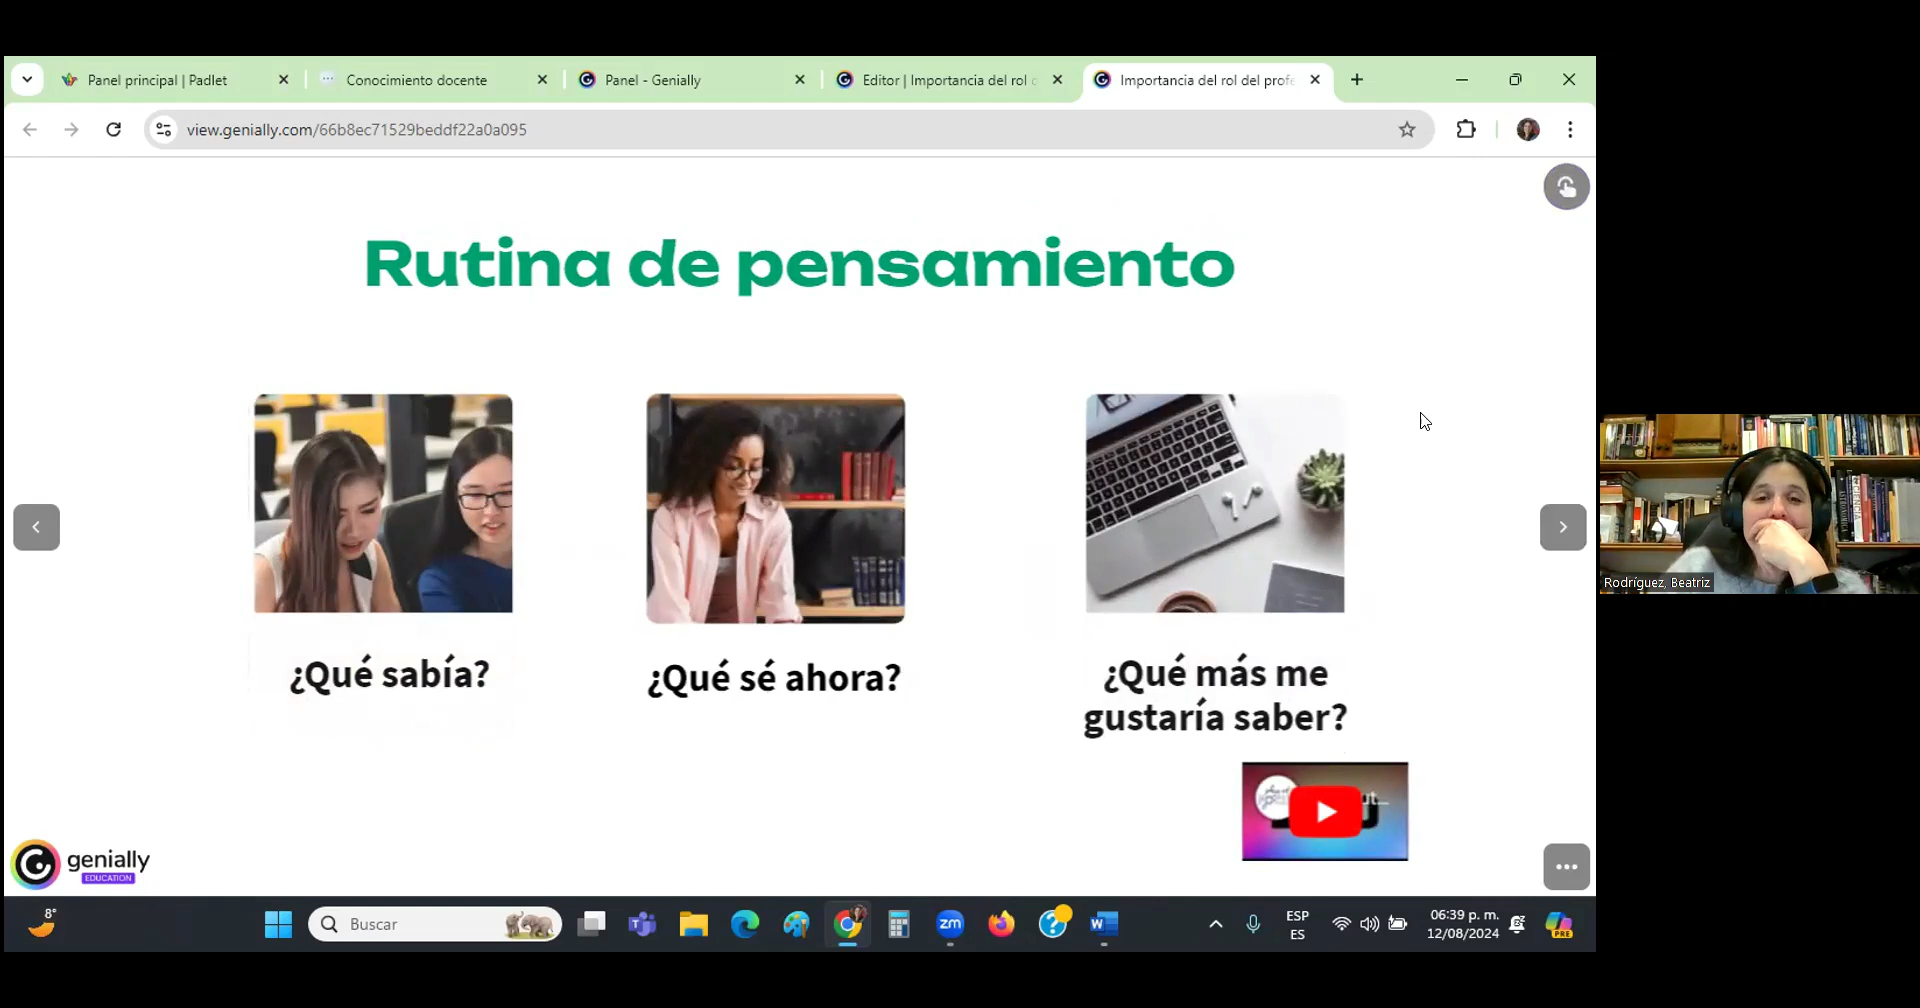 Panel principal | Padlet
Conocimiento docente
Panel - Genially
Editor | Importancia del rol
Importancia del rol del profe
view.genially.com/66b8ec71529beddf22a0a095
Rutina de pensamiento
¿Qué sabía?
¿Qué sé ahora?
¿Qué más me
gustaría saber?
genially
EDUCATION
Rodríguez, Beatriz
8°
Buscar
zm
W
ESP
ES
06:39 p. m.
12/08/2024
PRE